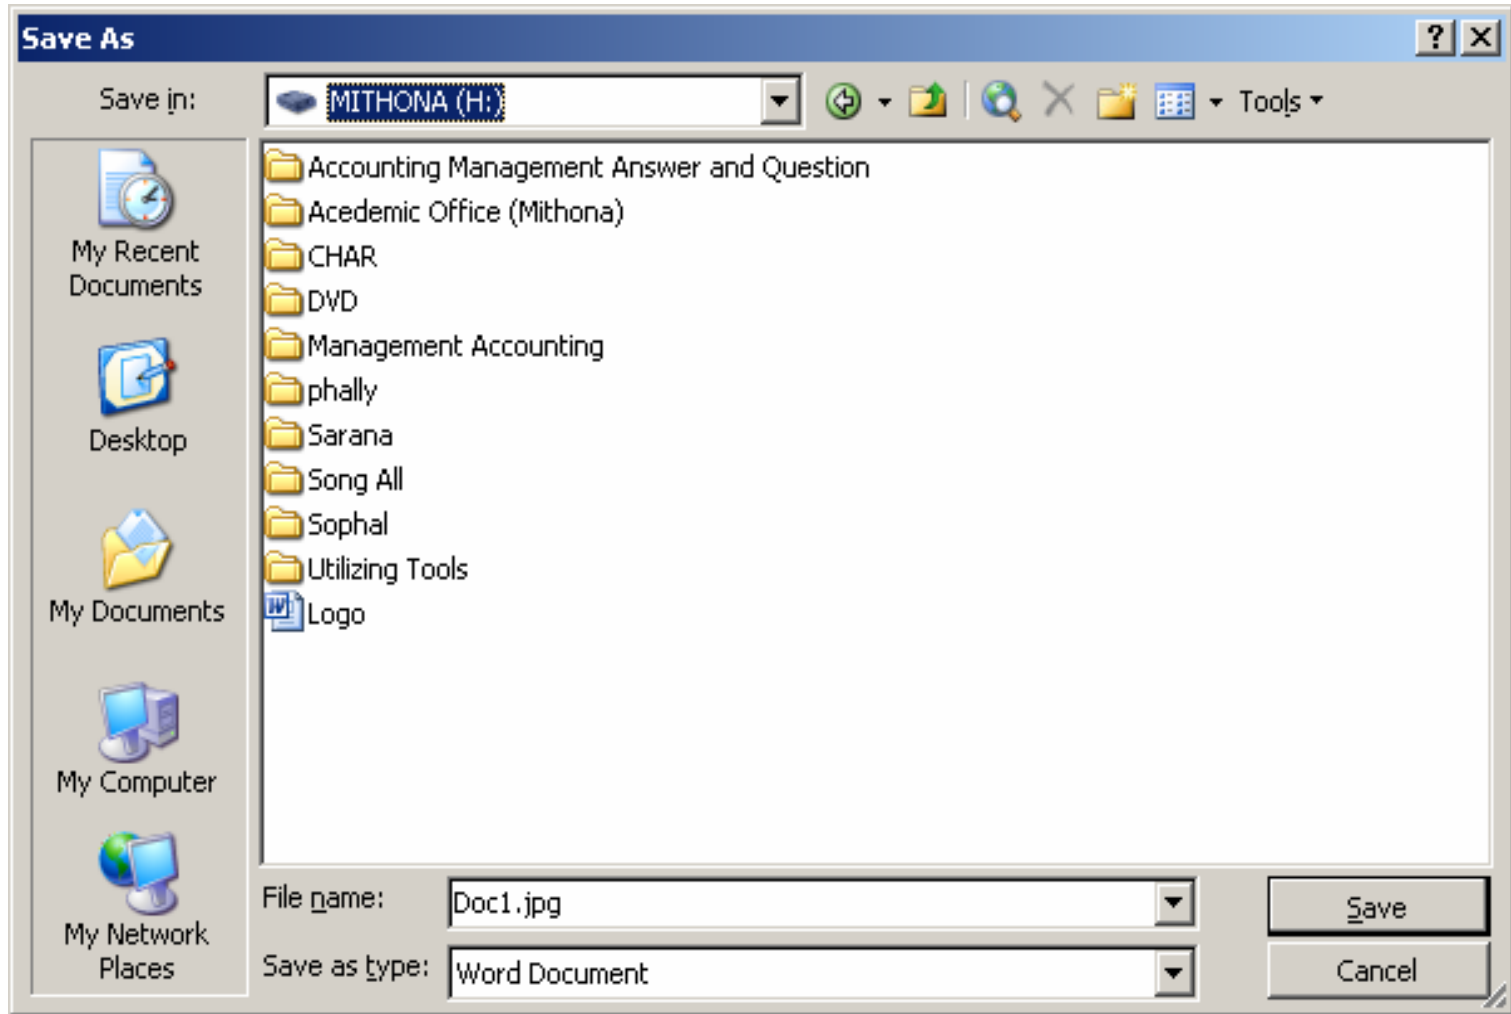 Save As
Save in:
MITHONA (H:)
Tools
My Recent
Documents
Desktop
My Documents
My Computer
My Network
Places
Accounting Management Answer and Question
Acedemic Office (Mithona)
CHAR
DVD
Management Accounting
phally
Sarana
Song All
Sophal
Utilizing Tools
Logo
File name:
Doc1.jpg
Save
Save as type:
Word Document
Cancel